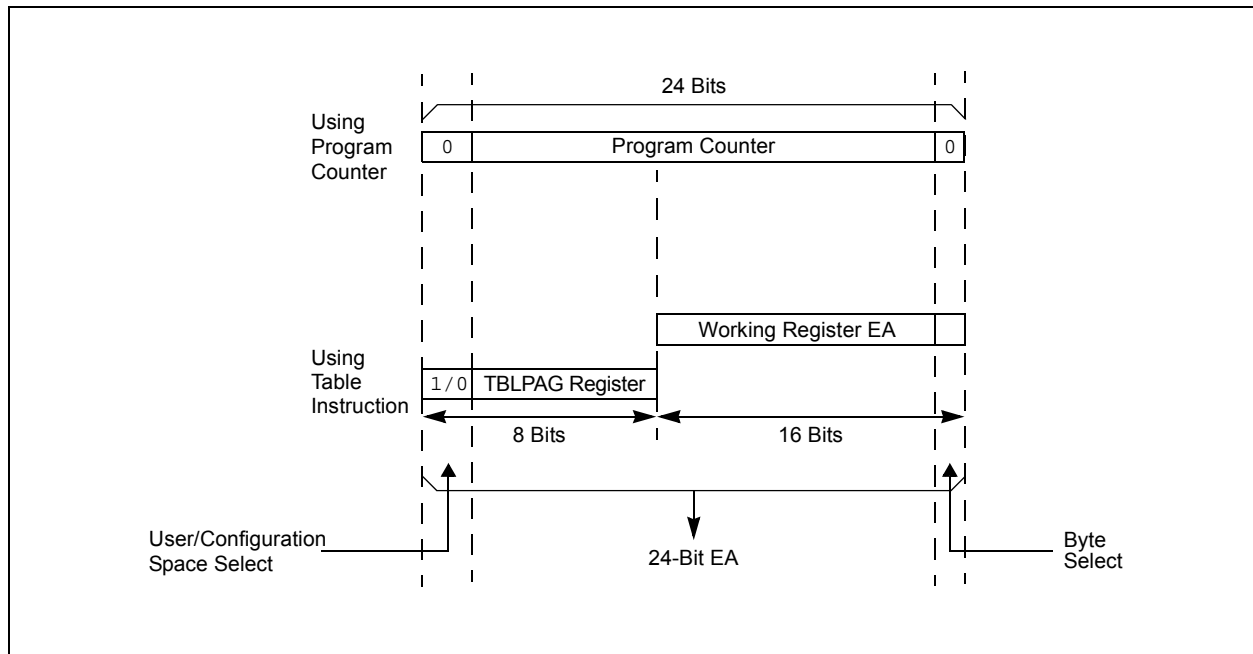 24 Bits
Using
Program
Counter
0
Program Counter
0
Working Register EA
Using
Table
Instruction
1/0
TBLPAG Register
8 Bits
16 Bits
User/Configuration
Space Select
24-Bit EA
Byte
Select